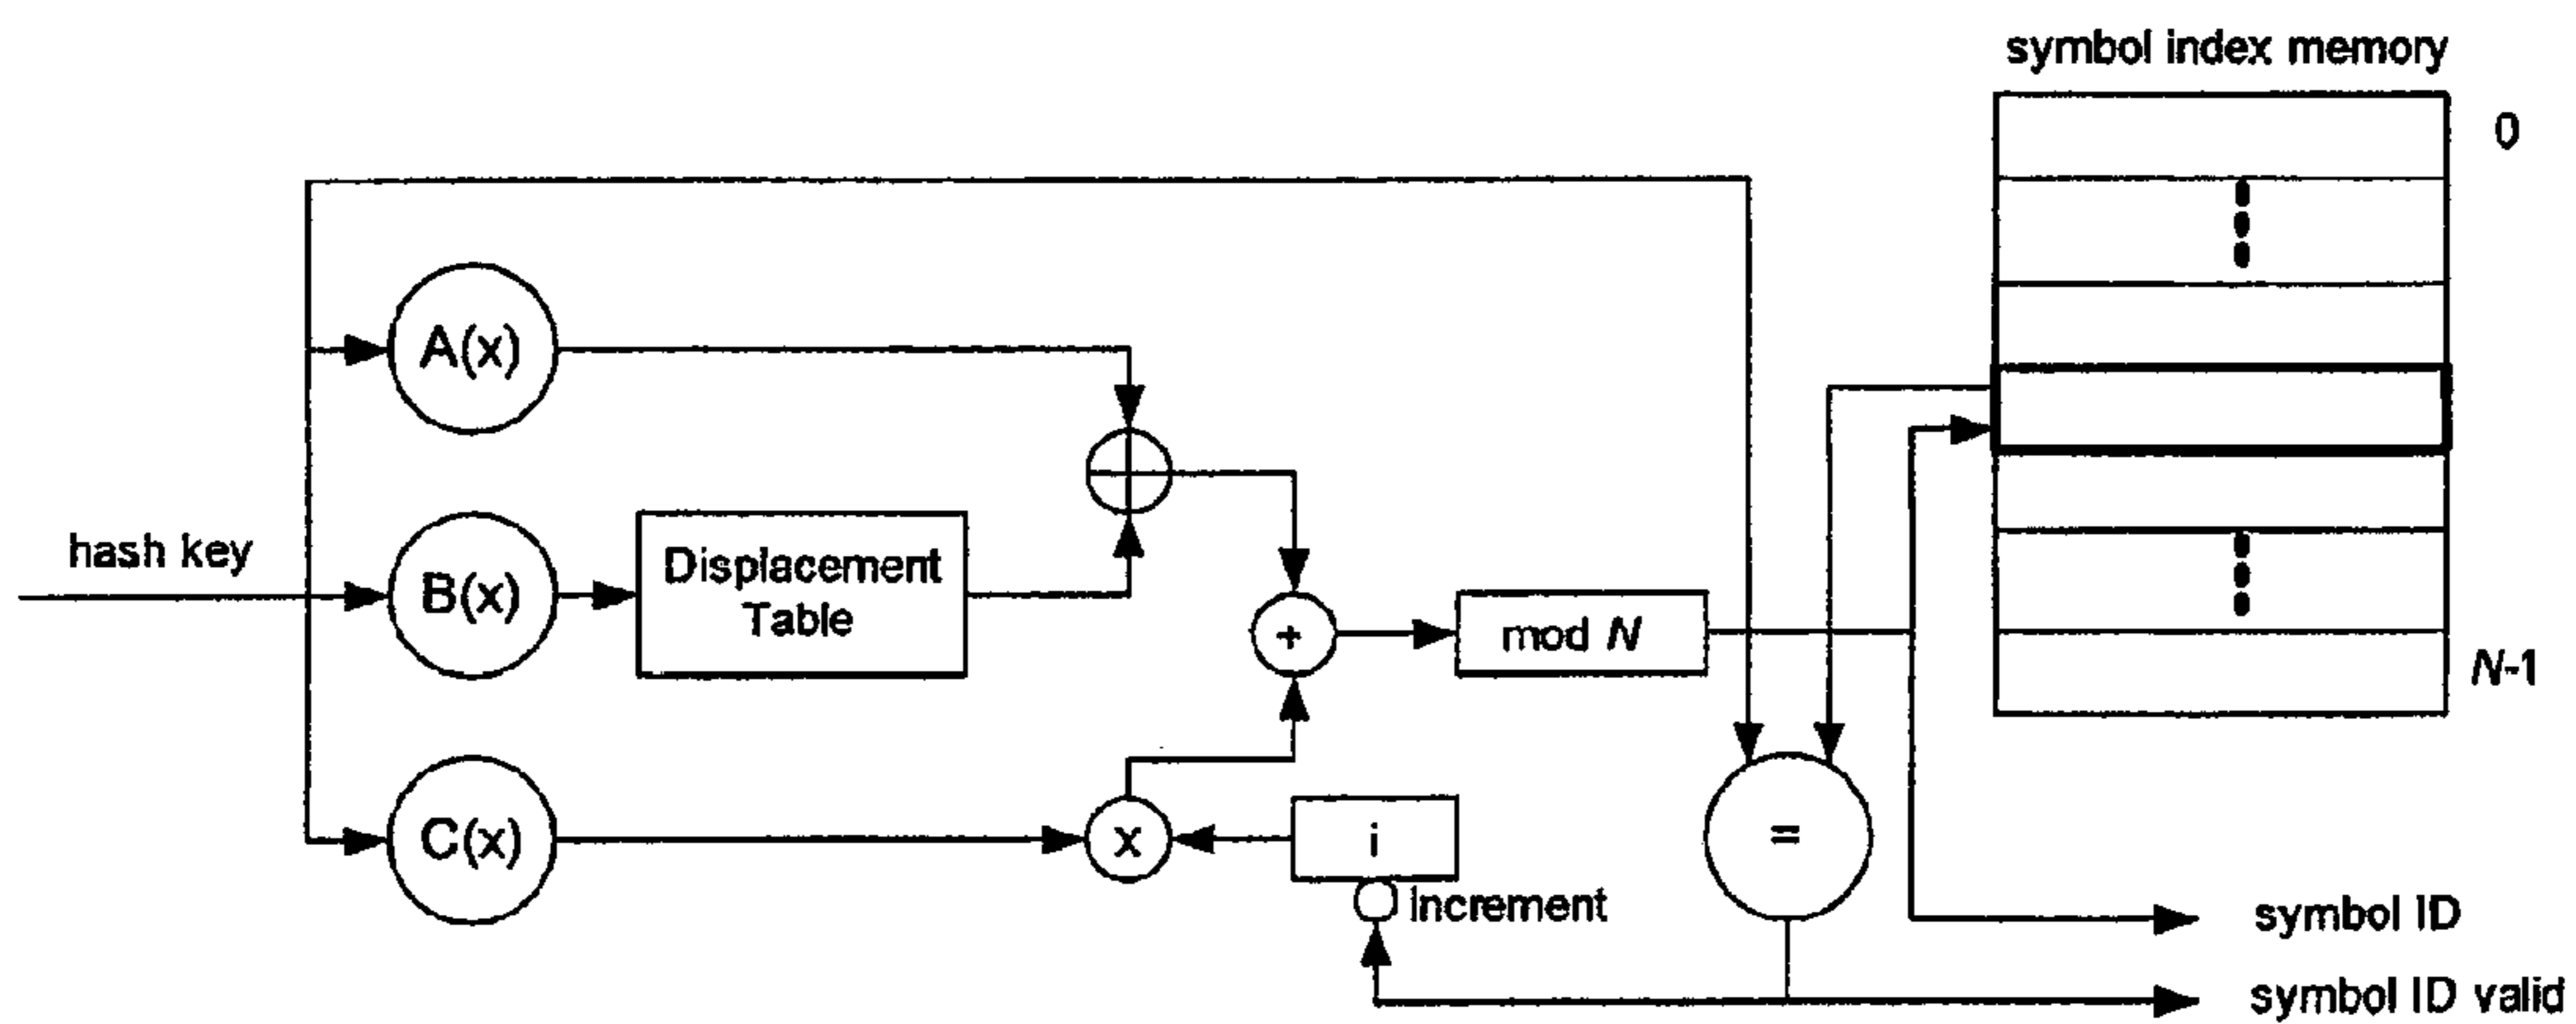 symbol index memory
0
A(x)
hash key
B(x)
Displacement
Table
+
mod N
N-1
C(x)
x
i
=
Increment
symbol ID
symbol ID valid